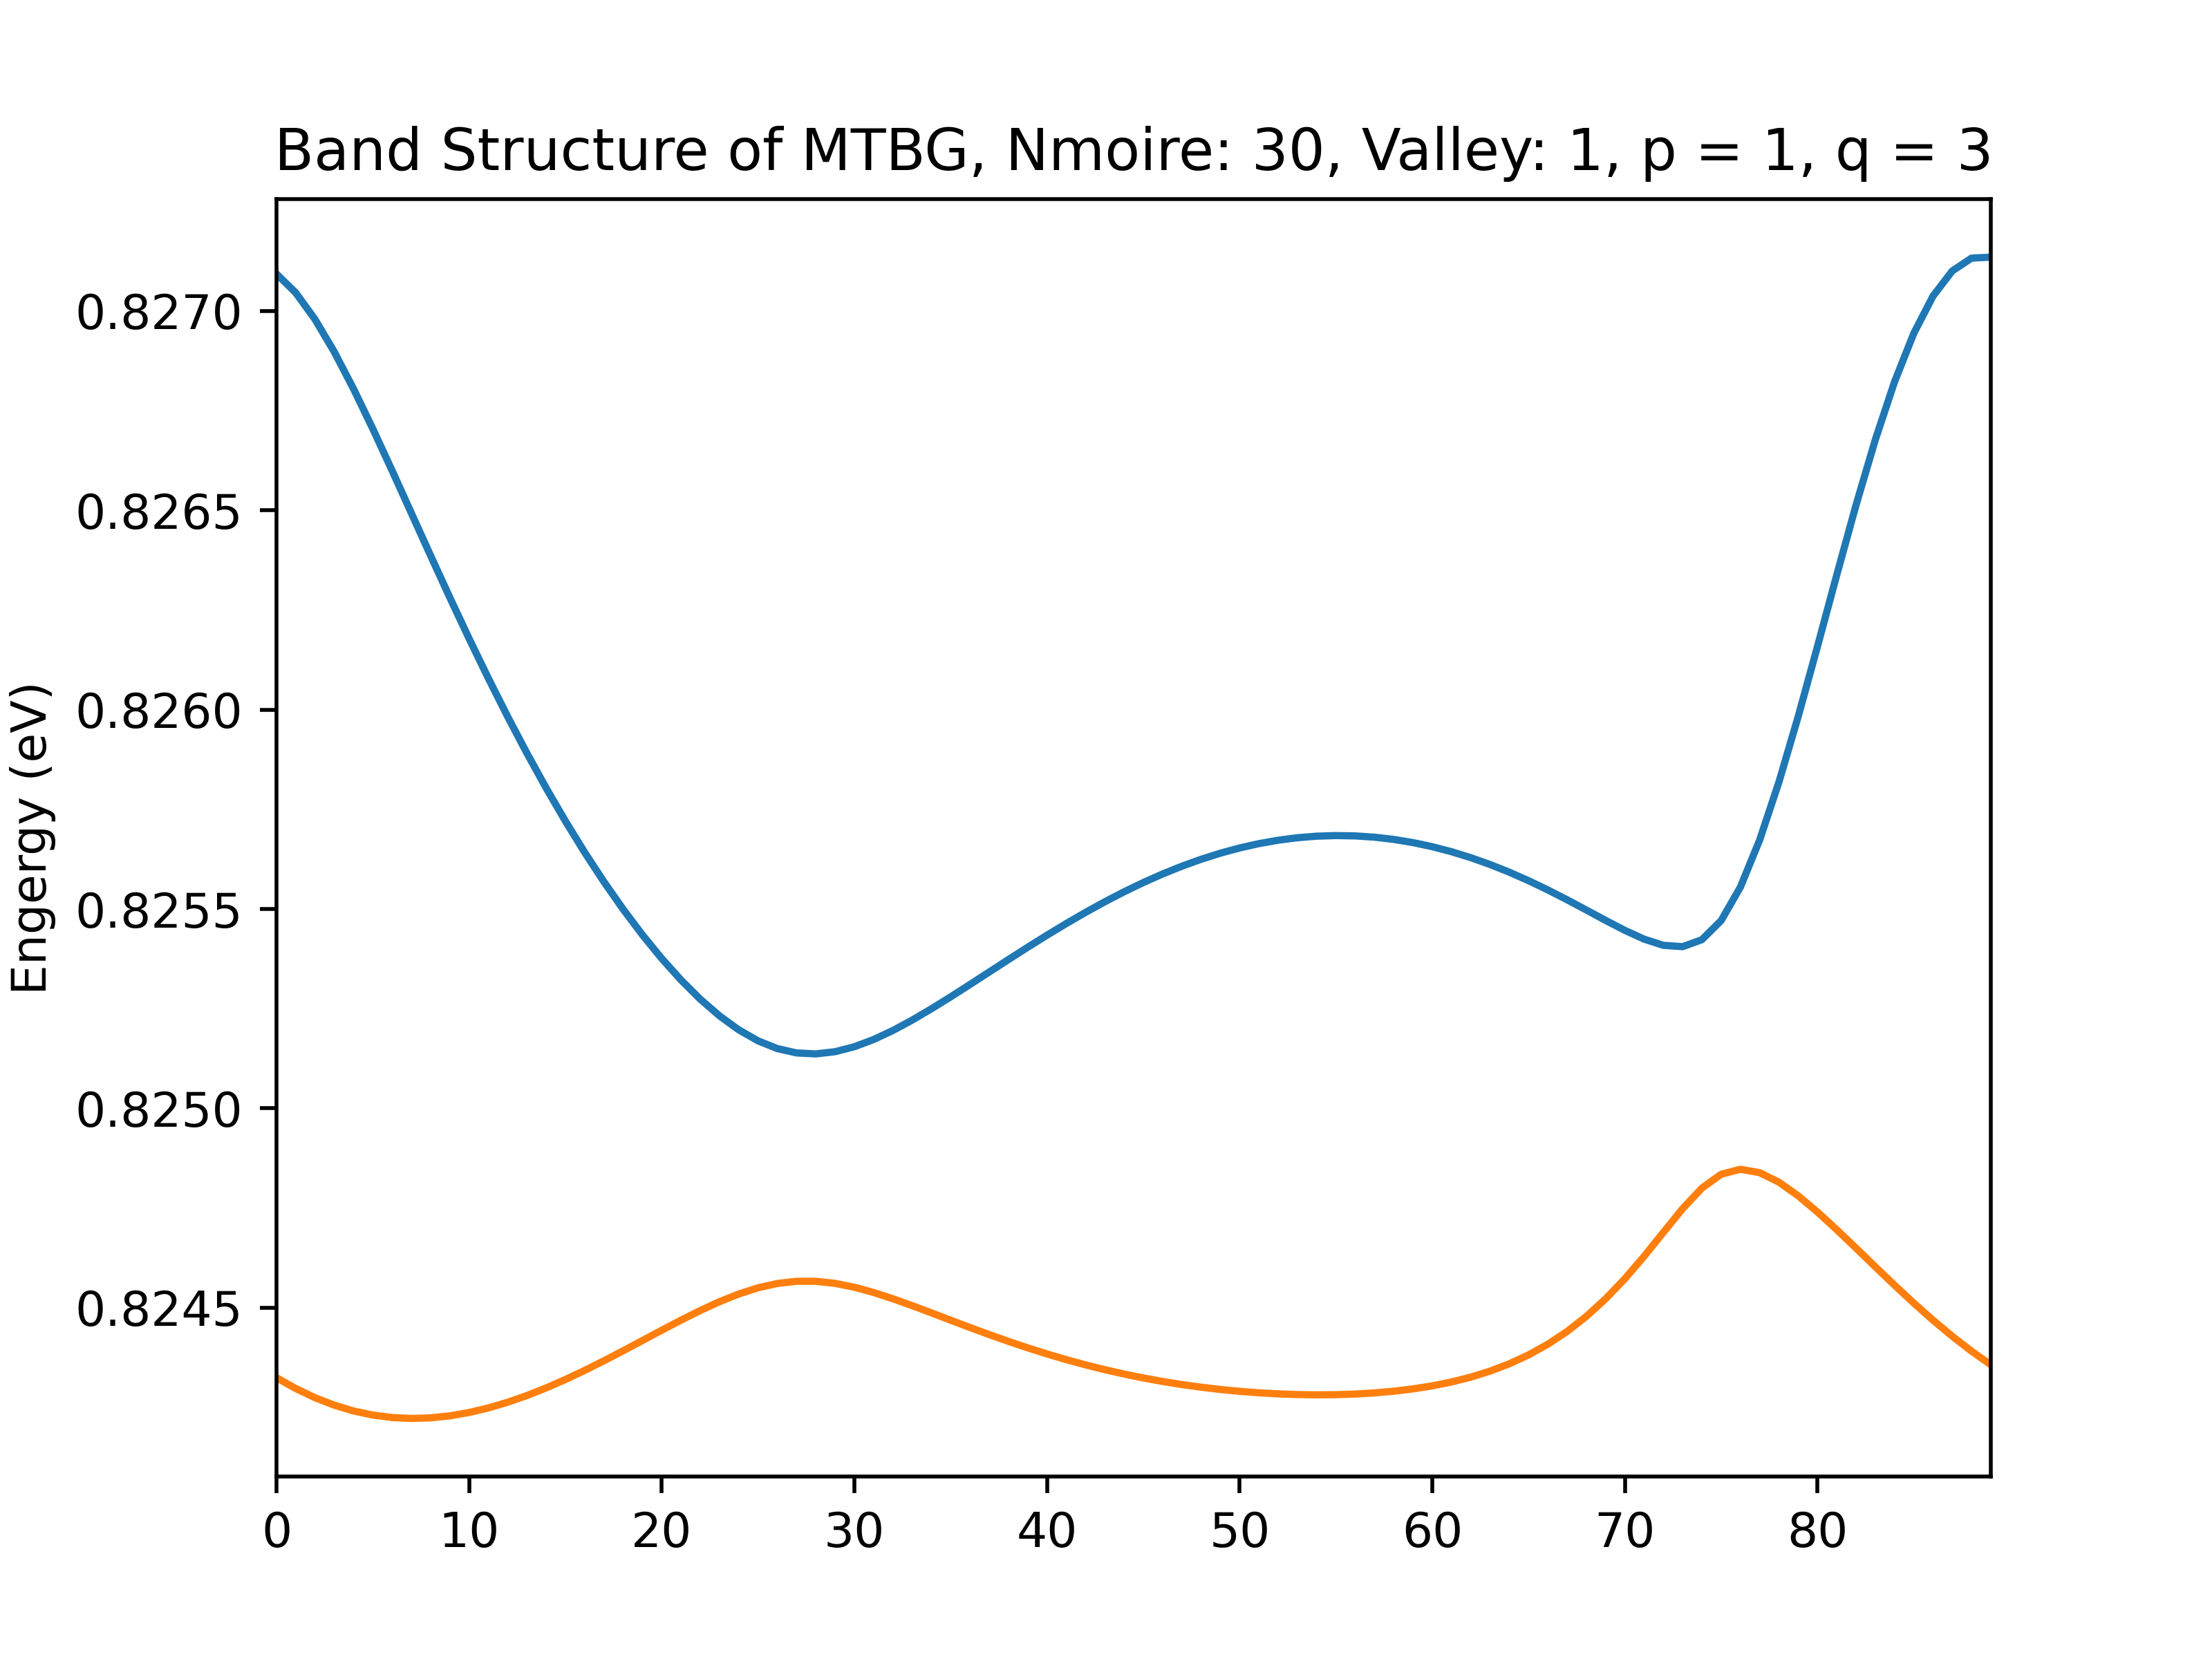 Band Structure of MTBG, Nmoire: 30, Valley: 1, p = 1, q = 3
Engergy (eV)
0.8270
0.8265
0.8260
0.8255
0.8250
0.8245
0 10 20 30 40 50 60 70 80